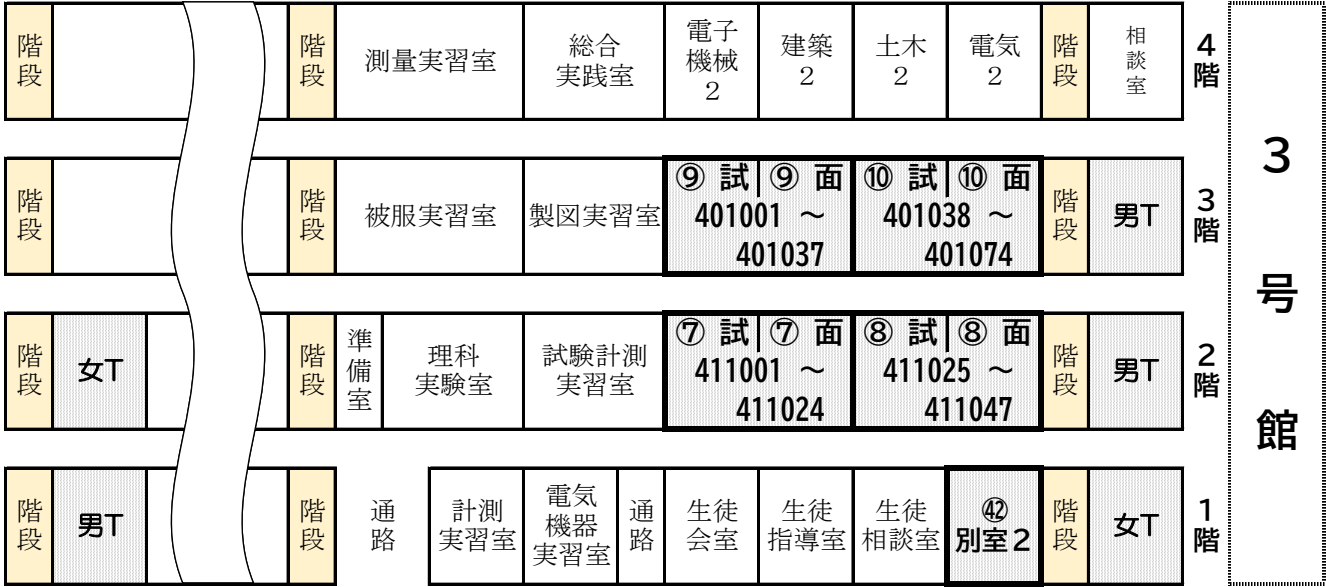 階段
階段
測量実習室
総合
実践室
電子
機械
2
建築
2
土木
2
電気
2
階段
相談室
4階
階段
階段
被服実習室
製図実習室
⑨ 試
⑨ 面
401001 ～
401037
⑩ 試
⑩ 面
401038 ～
401074
階段
男T
3階
階段
女T
階段
準備室
理科
実験室
試験計測
実習室
⑦ 試
⑦ 面
411001 ～
411024
⑧ 試
⑧ 面
411025 ～
411047
階段
男T
2階
階段
男T
階段
通路
計測
実習室
電気
機器
実習室
通路
生徒
会室
生徒
指導室
生徒
相談室
㊷
別室2
階段
女T
1階
3号館